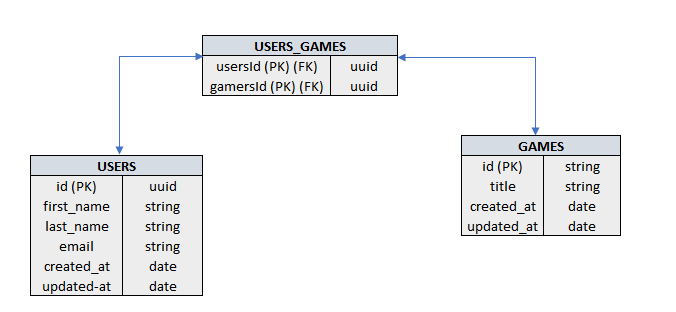 USERS_GAMES
usersId (PK) (FK) uuid
gamersId (PK) (FK) uuid
USERS
id (PK) uuid
first_name string
last_name string
email string
created_at date
updated-at date
GAMES
id (PK) string
title string
created_at date
updated_at date